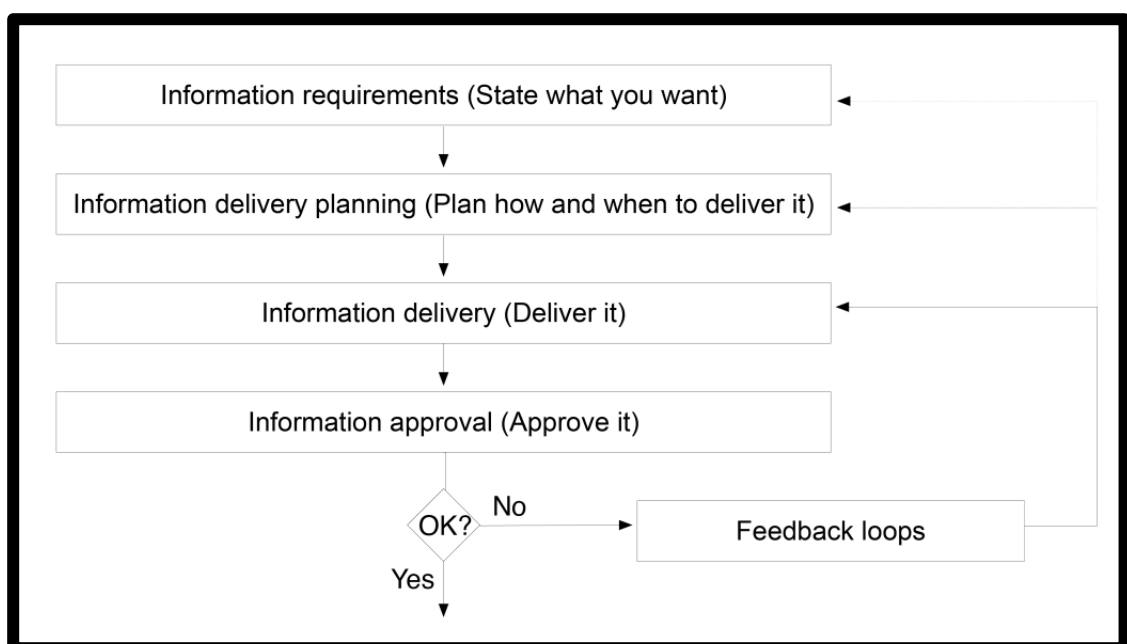 Information requirements (State what you want)
Information delivery planning (Plan how and when to deliver it)
Information delivery (Deliver it)
Information approval (Approve it)
OK?
No
Feedback loops
Yes